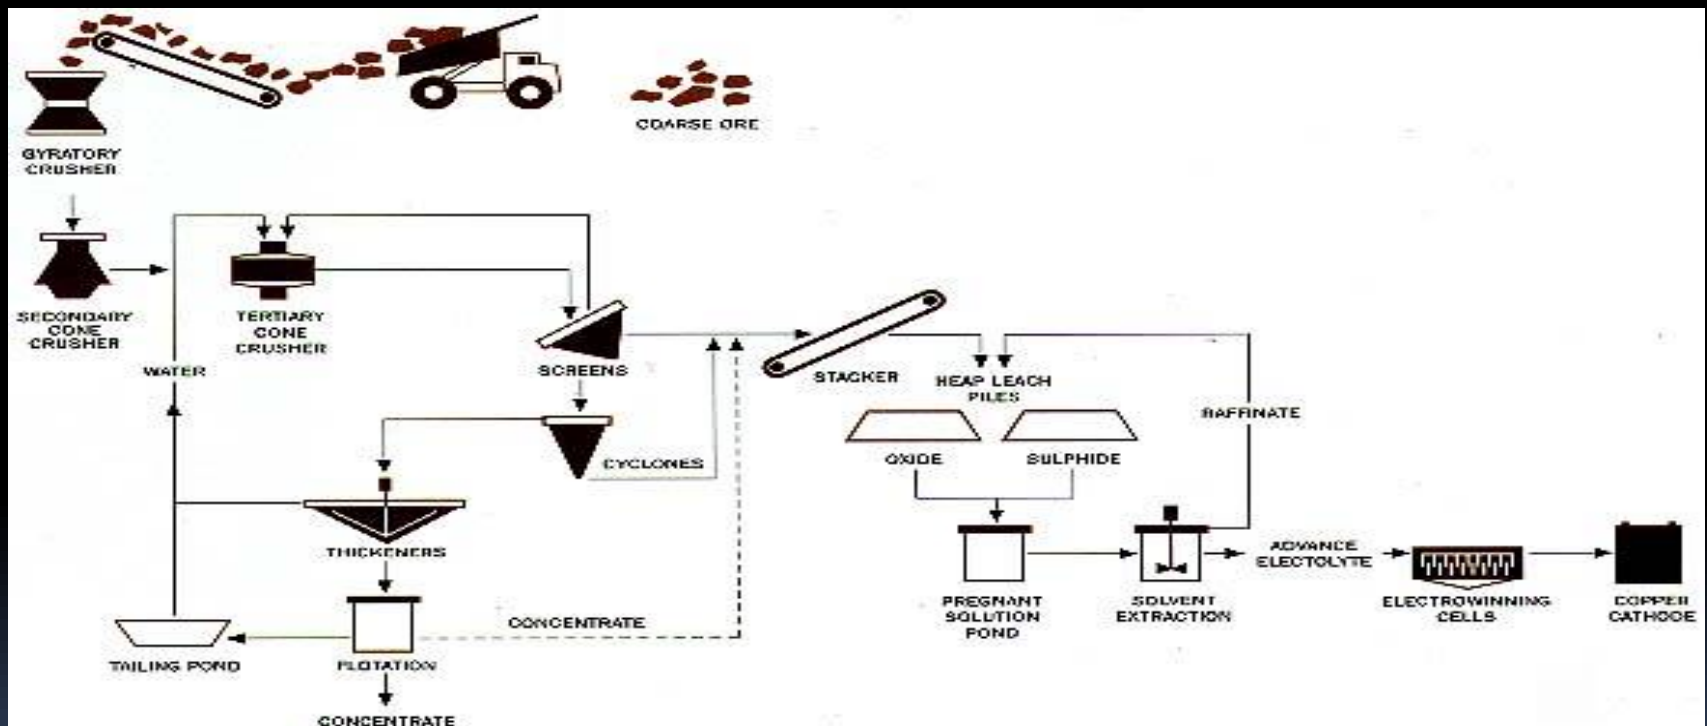 COARSE ORE
GYRATORY
CRUSHER
SECONDARY
CONE
CRUSHER
TERTIARY
CONE
CRUSHER
WATER
SCREENS
STACKER
HEAP LEACH
PILES
RAFFINATE
CYCLONES
OXIDE
SULPHIDE
THICKENERS
ADVANCE
ELECTOLYTE
PREGNANT
SOLUTION
POND
SOLVENT
EXTRACTION
ELECTROWINNING
CELLS
COPPER
CATHODE
CONCENTRATE
TAILING POND
FLOTATION
CONCENTRATE